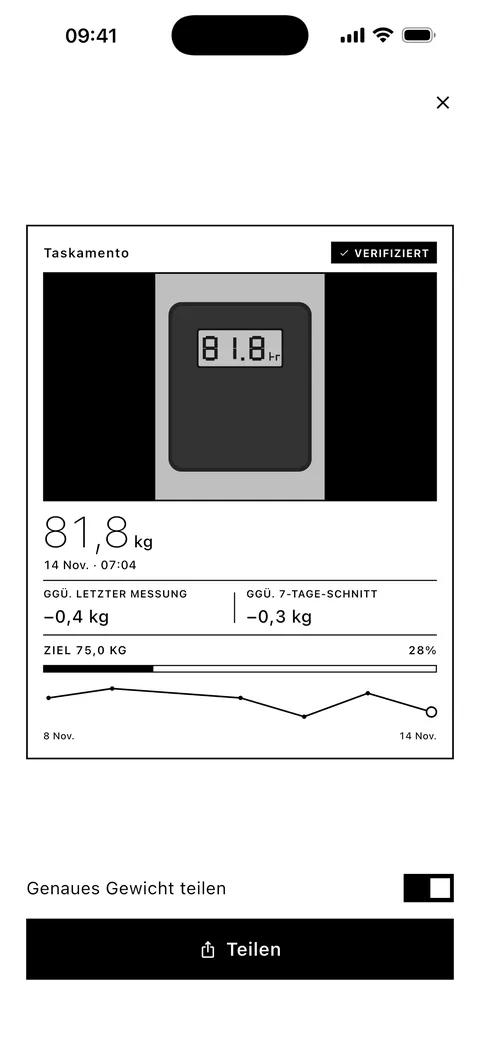 09:41
Taskamento
✓ VERIFIZIERT
81.8
81,8 kg
14 Nov. · 07:04
GGÜ. LETZTER MESSUNG
−0,4 kg
GGÜ. 7-TAGE-SCHNITT
−0,3 kg
ZIEL 75,0 KG 28%
8 Nov. 14 Nov.
Genaues Gewicht teilen
Teilen